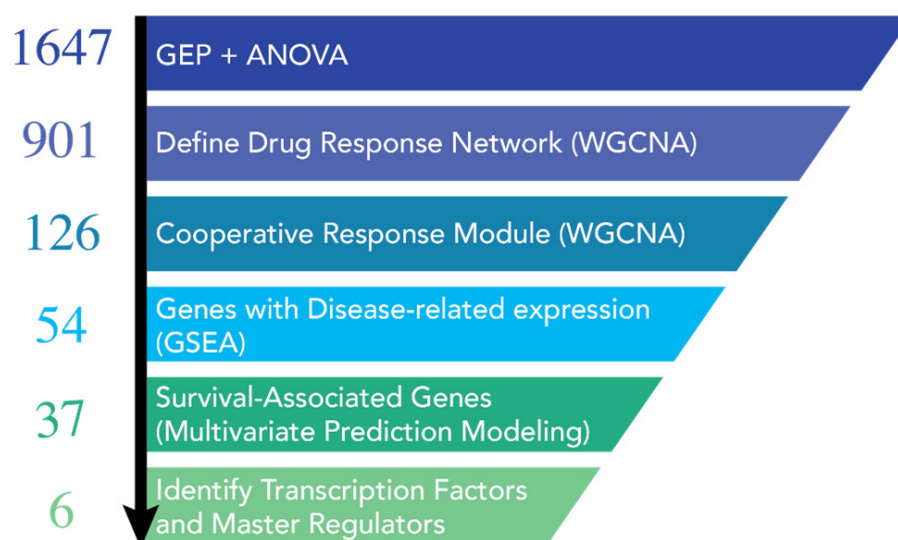 1647
GEP + ANOVA
901
Define Drug Response Network (WGCNA)
126
Cooperative Response Module (WGCNA)
54
Genes with Disease-related expression
(GSEA)
37
Survival-Associated Genes
(Multivariate Prediction Modeling)
6
Identify Transcription Factors
and Master Regulators